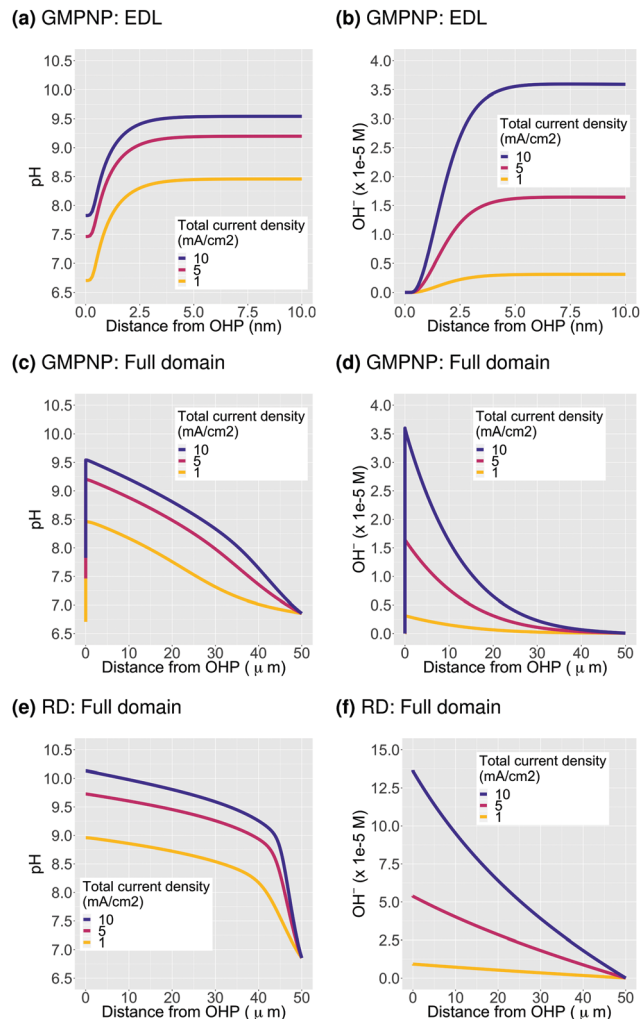 (a) GMPNP: EDL
10.5
10.0
9.5
9.0
8.5
8.0
7.5
7.0
6.5
pH
Total current density
(mA/cm2)
10
5
1
0.0 2.5 5.0 7.5 10.0
Distance from OHP (nm)
(b) GMPNP: EDL
4.0
3.5
3.0
2.5
2.0
1.5
1.0
0.5
0.0
OH⁻ (x 1e-5 M)
Total current density
(mA/cm2)
10
5
1
0.0 2.5 5.0 7.5 10.0
Distance from OHP (nm)
(c) GMPNP: Full domain
10.5
10.0
9.5
9.0
8.5
8.0
7.5
7.0
6.5
pH
Total current density
(mA/cm2)
10
5
1
0 10 20 30 40 50
Distance from OHP ( μ m)
(d) GMPNP: Full domain
4.0
3.5
3.0
2.5
2.0
1.5
1.0
0.5
0.0
OH⁻ (x 1e-5 M)
Total current density
(mA/cm2)
10
5
1
0 10 20 30 40 50
Distance from OHP ( μ m)
(e) RD: Full domain
10.5
10.0
9.5
9.0
8.5
8.0
7.5
7.0
6.5
pH
Total current density
(mA/cm2)
10
5
1
0 10 20 30 40 50
Distance from OHP ( μ m)
(f) RD: Full domain
15.0
12.5
10.0
7.5
5.0
2.5
0.0
OH⁻ (x 1e-5 M)
Total current density
(mA/cm2)
10
5
1
0 10 20 30 40 50
Distance from OHP ( μ m)